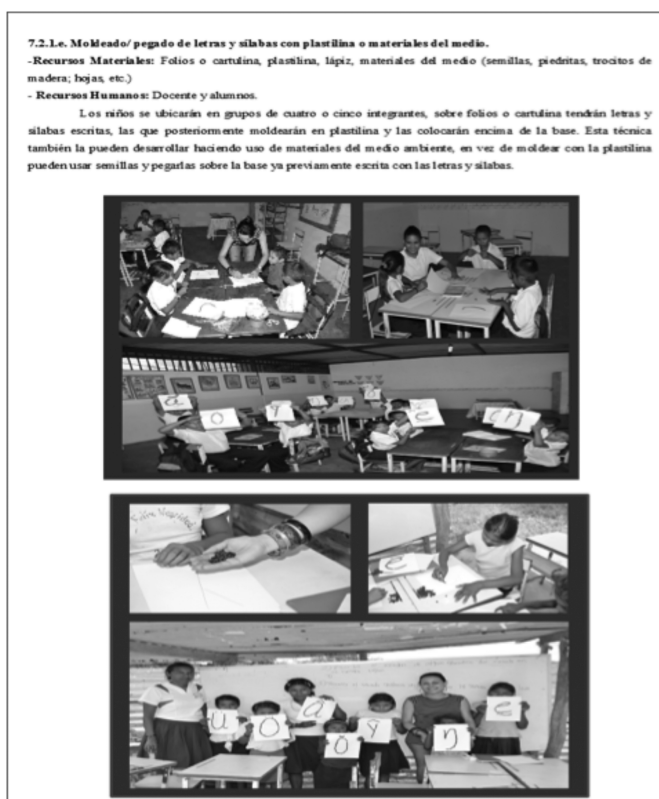 7.2.1.e. Moldeado/ pegado de letras y sílabas con plastilina o materiales del medio.
-Recursos Materiales: Folios o cartulina, plastilina, lápiz, materiales del medio (semillas, piedritas, trocitos de
madera; hojas, etc.)
- Recursos Humanos: Docente y alumnos.
Los niños se ubicarán en grupos de cuatro o cinco integrantes, sobre folios o cartulina tendrán letras y
sílabas escritas, las que posteriormente moldearán en plastilina y las colocarán encima de la base. Esta técnica
también la pueden desarrollar haciendo uso de materiales del medio ambiente, en vez de moldear con la plastilina
pueden usar semillas y pegarlas sobre la base ya previamente escrita con las letras y sílabas.
a
o
e
en
e
u o a q e
o